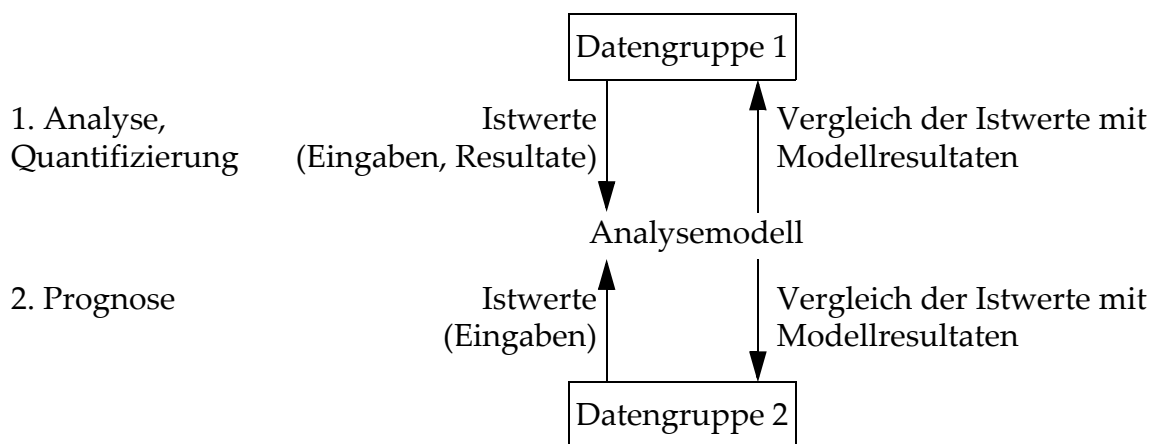 Datengruppe 1
1. Analyse,
Quantifizierung
Istwerte
(Eingaben, Resultate)
Vergleich der Istwerte mit
Modellresultaten
Analysemodell
2. Prognose
Istwerte
(Eingaben)
Vergleich der Istwerte mit
Modellresultaten
Datengruppe 2